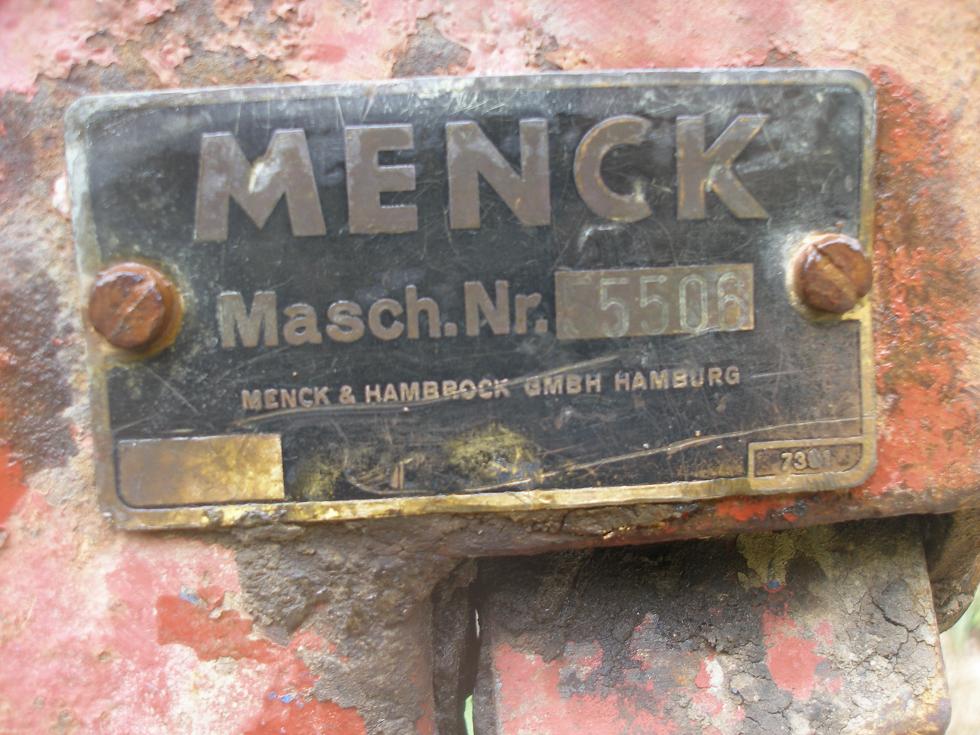 MENCK
Masch.Nr. 5506
MENCK & HAMBROCK GMBH HAMBURG